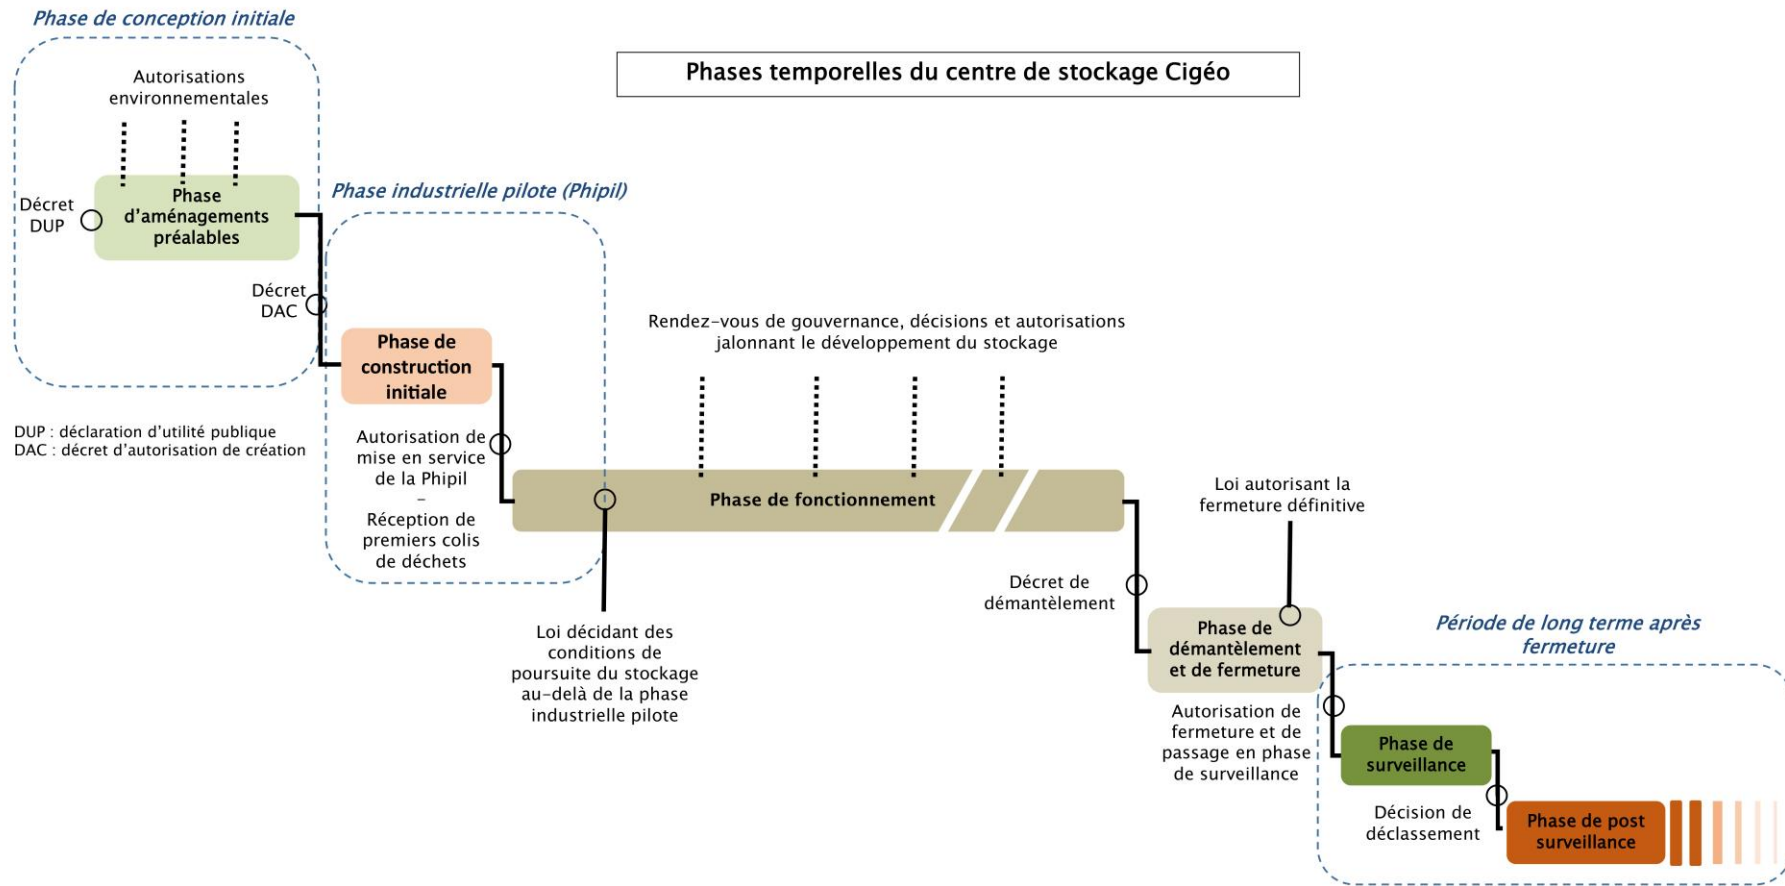 Phase de conception initiale
Phases temporelles du centre de stockage Cigéo
Autorisations
environnementales
Phase
d'aménagements
préalables
Décret
DUP
Phase industrielle pilote (Phipil)
Décret
DAC
Phase de
construction
initiale
Rendez-vous de gouvernance, décisions et autorisations
jalonnant le développement du stockage
DUP : déclaration d'utilité publique
DAC : décret d'autorisation de création
Autorisation de
mise en service
de la Phipil
–
Réception de
premiers colis
de déchets
Phase de fonctionnement
Loi autorisant la
fermeture définitive
Décret de
démantèlement
Loi décidant des
conditions de
poursuite du stockage
au-delà de la phase
industrielle pilote
Phase de
démantèlement
et de fermeture
Période de long terme après
fermeture
Autorisation de
fermeture et de
passage en phase
de surveillance
Phase de
surveillance
Décision de
déclassement
Phase de post
surveillance